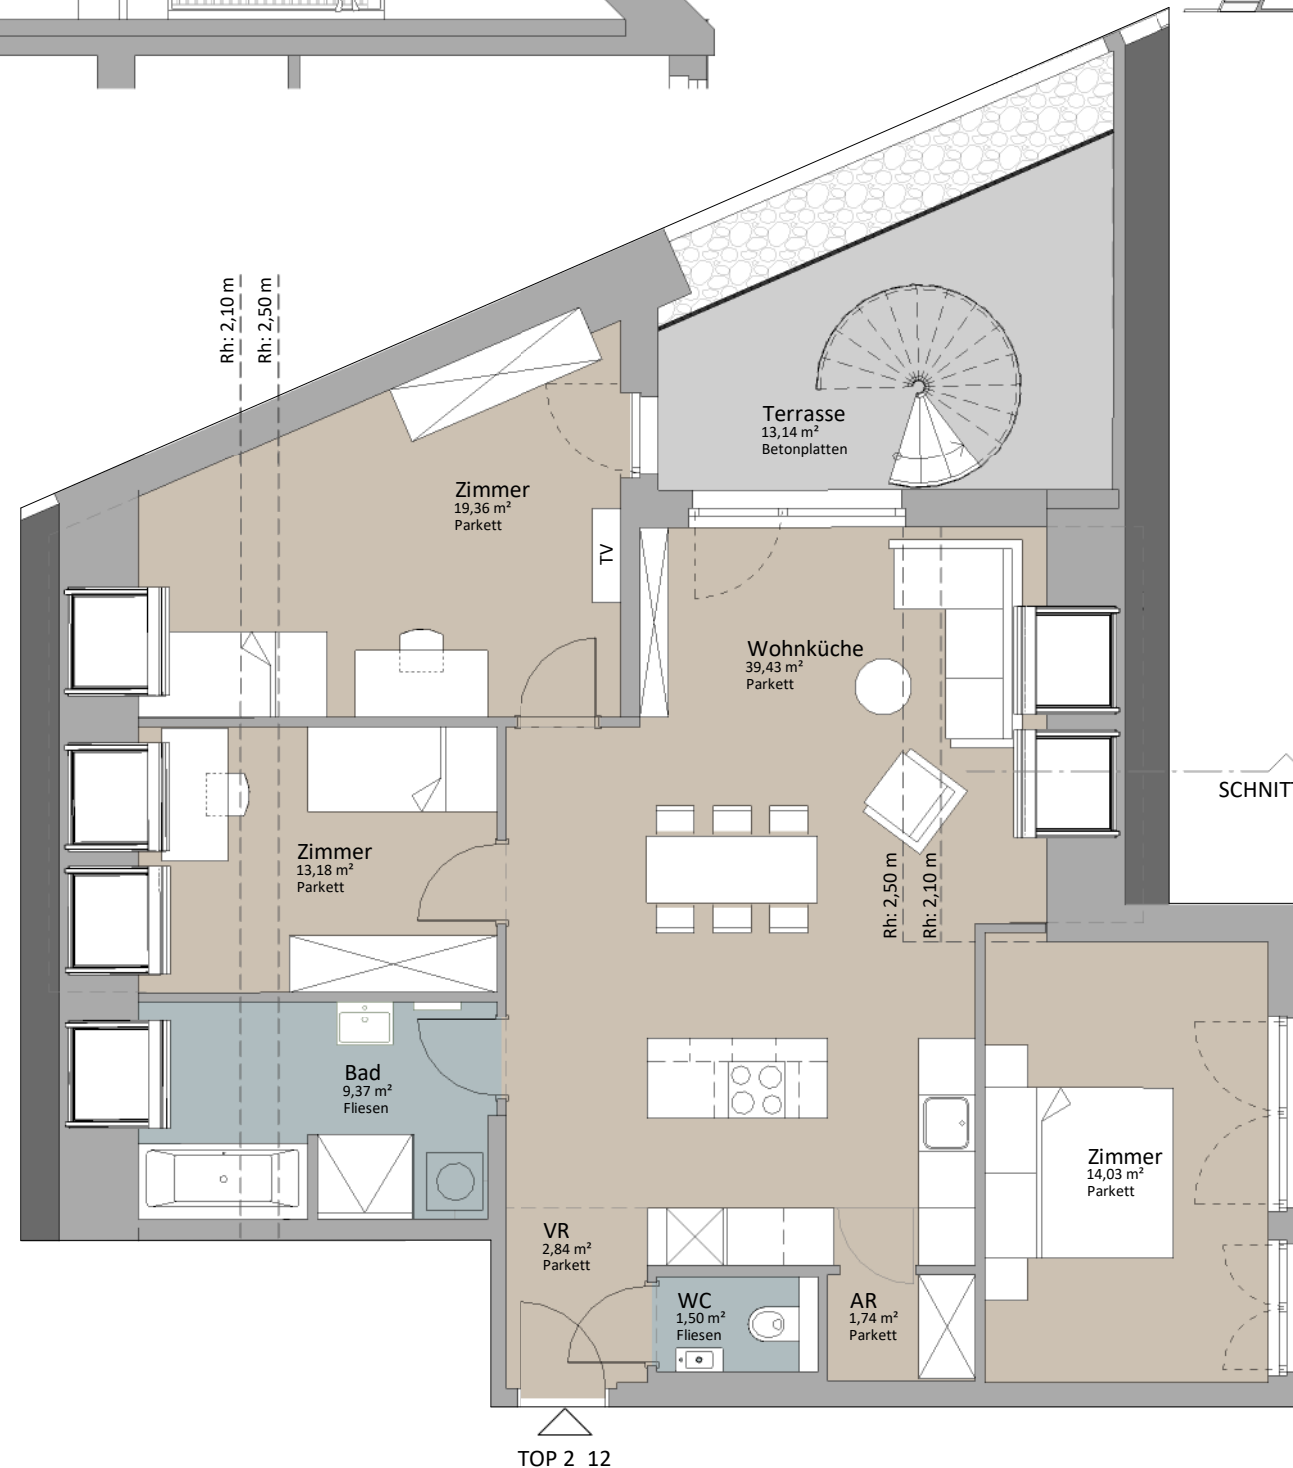 Rh: 2,10 m
Rh: 2,50 m
Terrasse
13,14 m²
Betonplatten
Zimmer
19,36 m²
Parkett
TV
Wohnküche
39,43 m²
Parkett
SCHNITT
Zimmer
13,18 m²
Parkett
Rh: 2,50 m
Rh: 2,10 m
Bad
9,37 m²
Fliesen
Zimmer
14,03 m²
Parkett
VR
2,84 m²
Parkett
WC
1,50 m²
Fliesen
AR
1,74 m²
Parkett
TOP 2 12